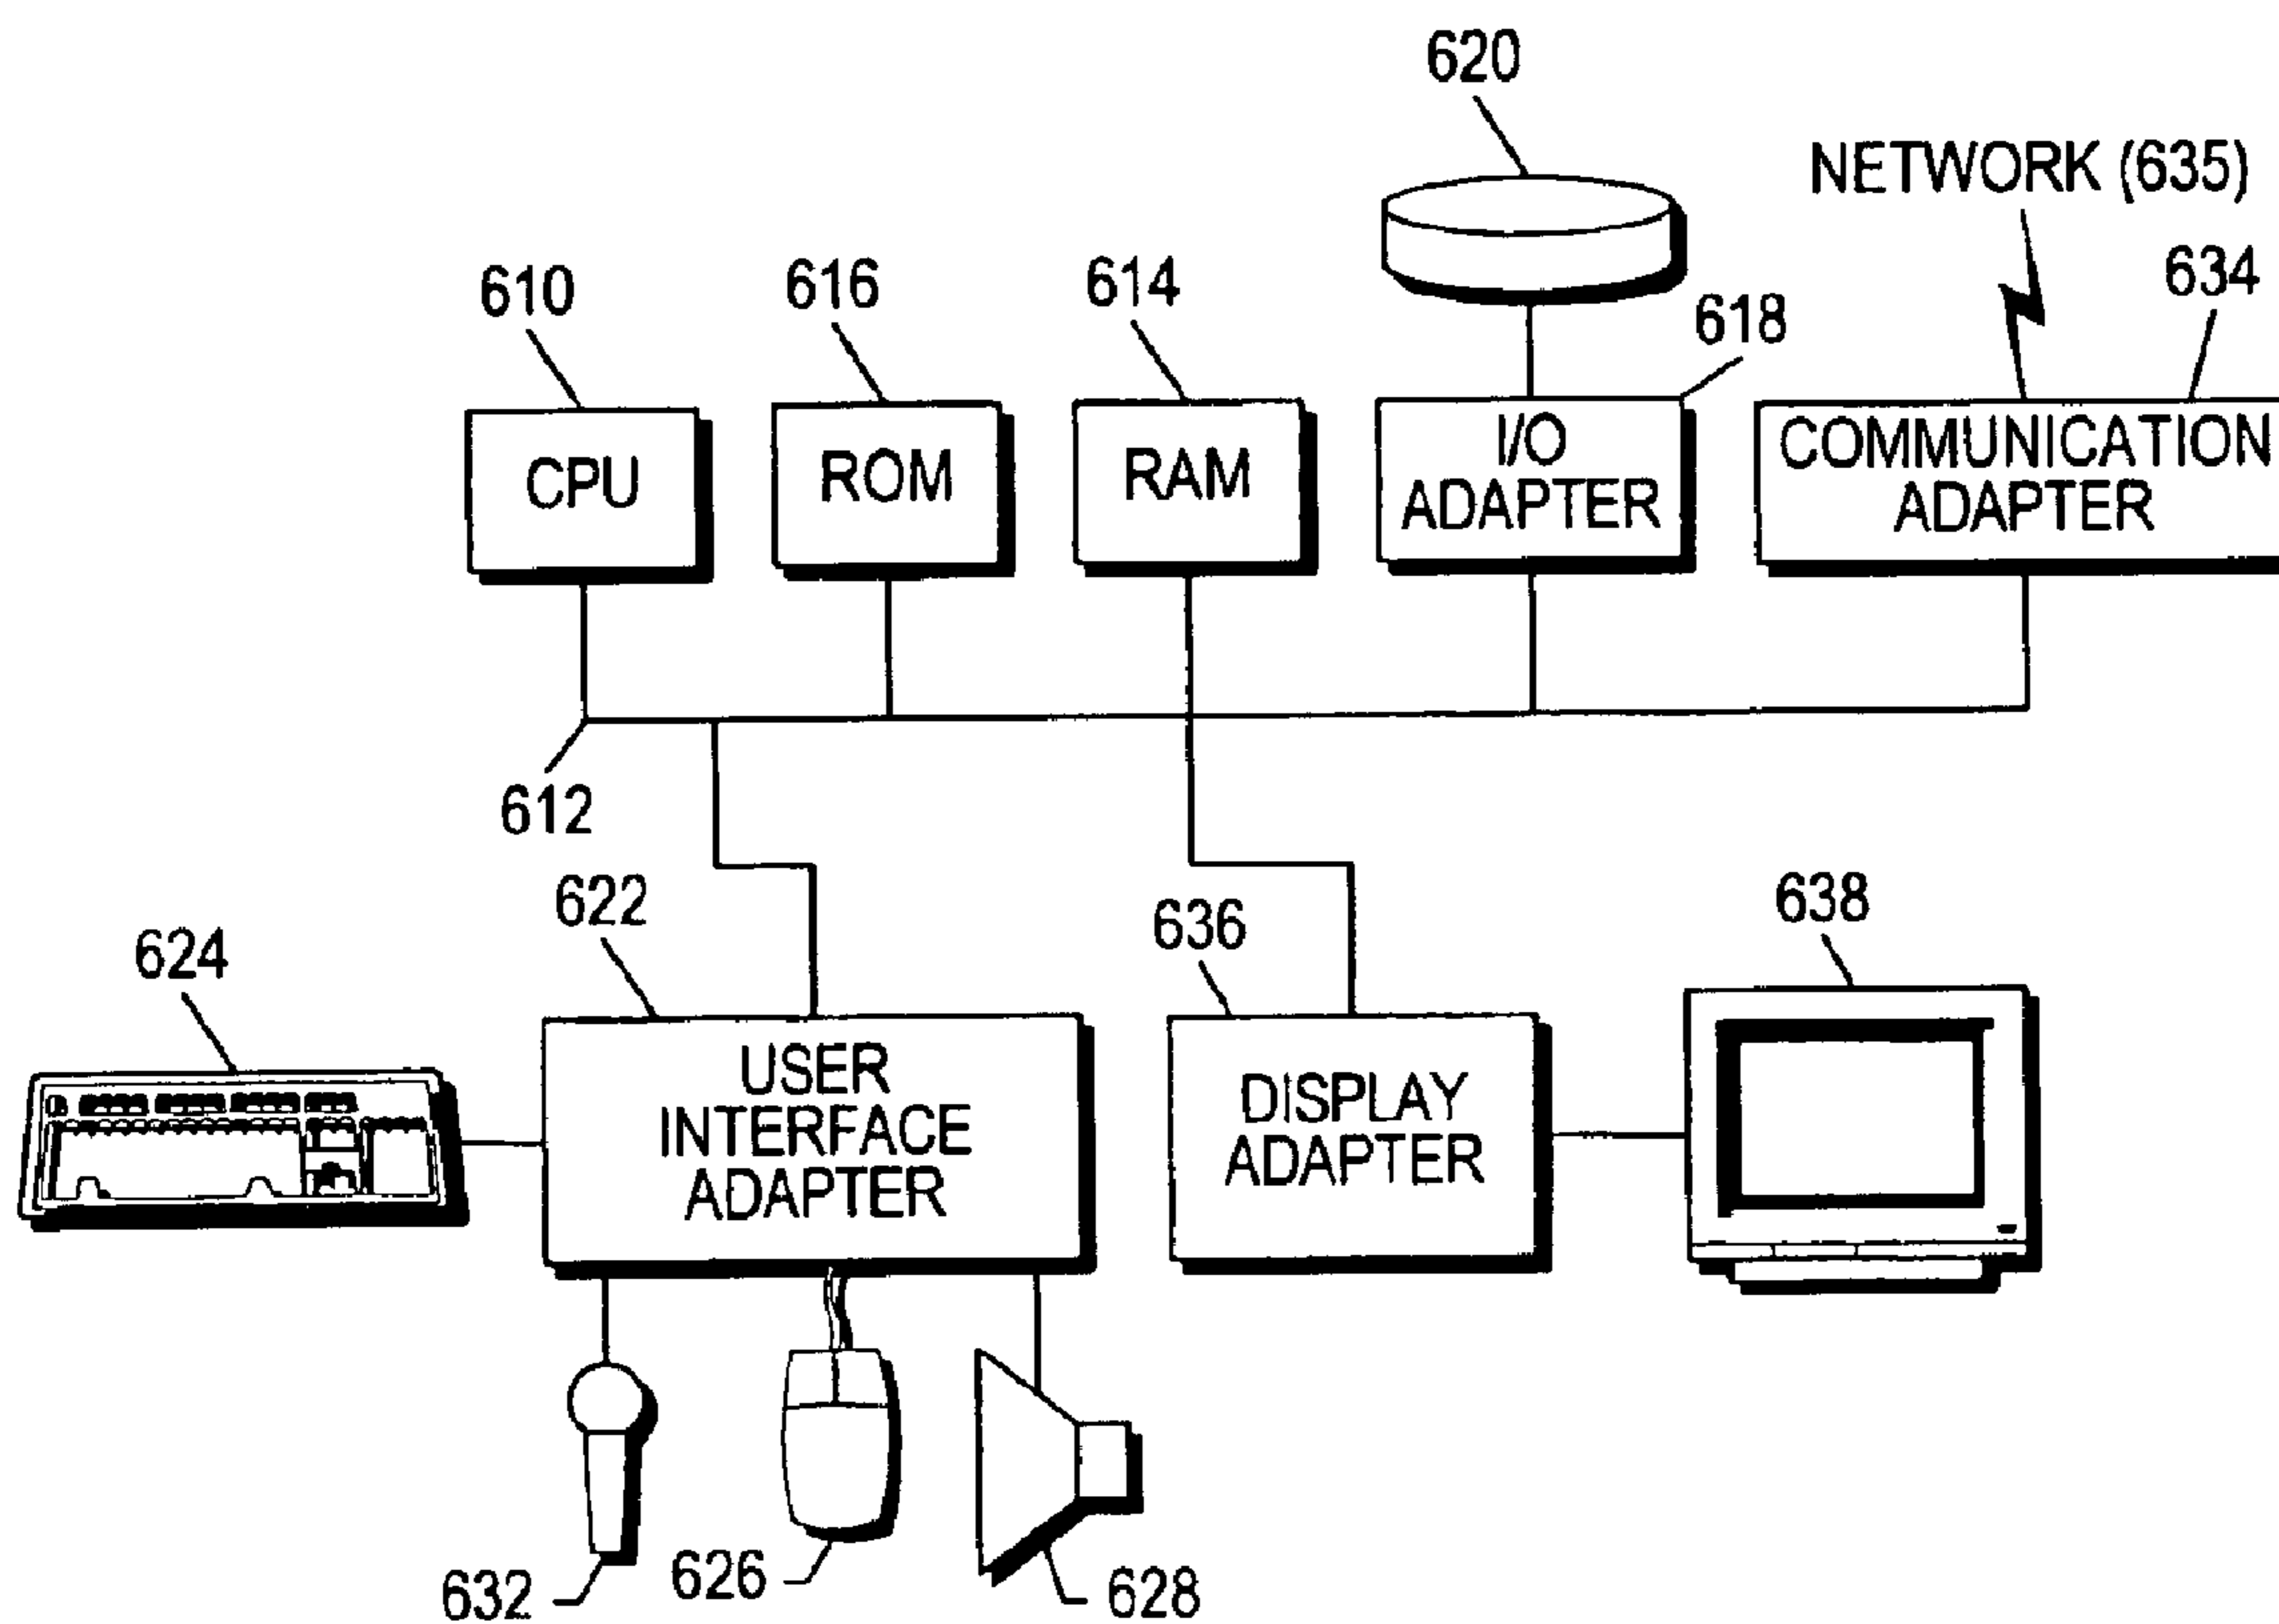 620
NETWORK (635)
610
616
614
618
634
CPU
ROM
RAM
I/O
ADAPTER
COMMUNICATION
ADAPTER
612
622
636
638
624
USER
INTERFACE
ADAPTER
DISPLAY
ADAPTER
632
626
628